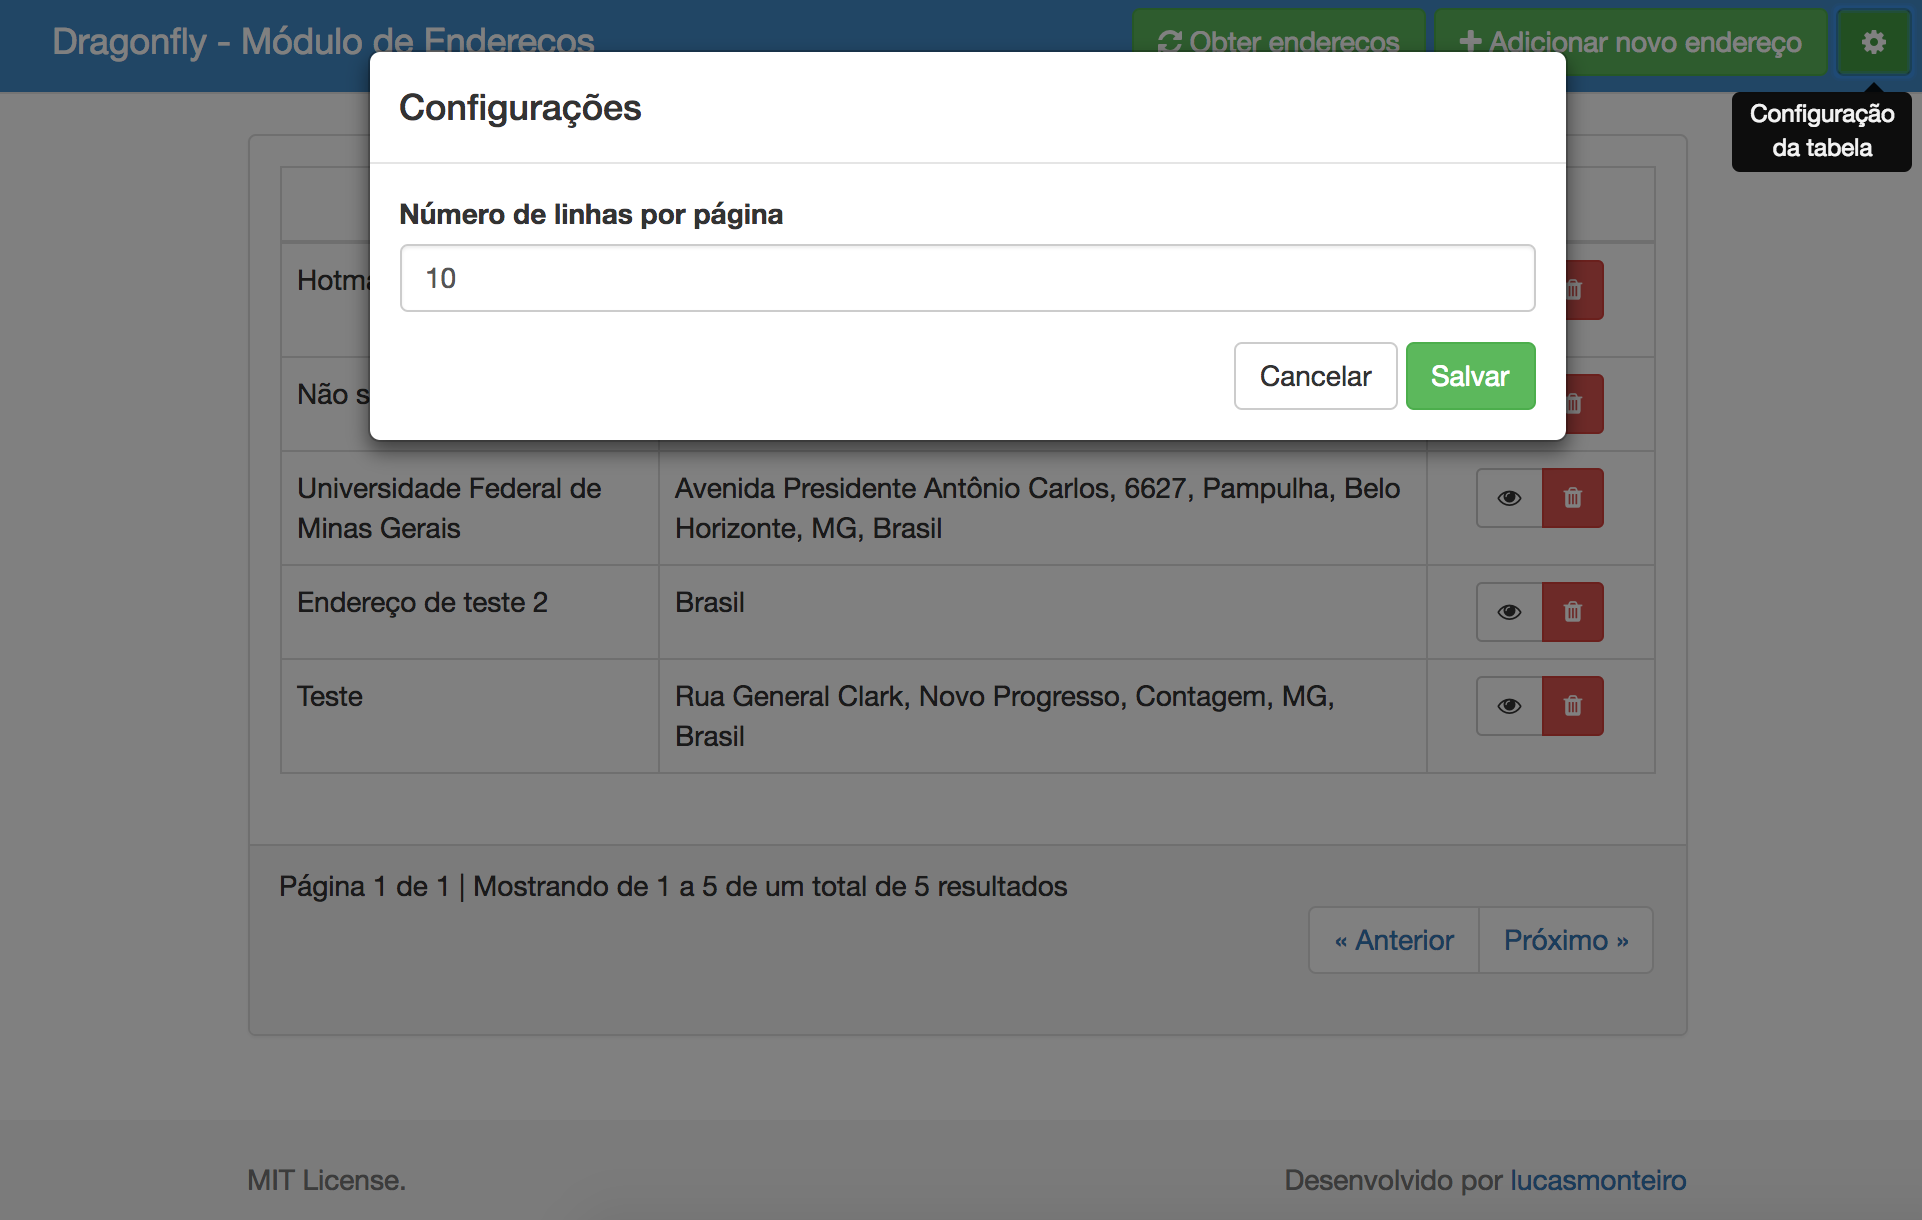 Dragonfly - Módulo de Endereços
Obter endereços
Adicionar novo endereço
Configuração
da tabela
Configurações
Número de linhas por página
10
Cancelar
Salvar
Não
Universidade Federal de
Minas Gerais
Avenida Presidente Antônio Carlos, 6627, Pampulha, Belo
Horizonte, MG, Brasil
Endereço de teste 2
Brasil
Teste
Rua General Clark, Novo Progresso, Contagem, MG,
Brasil
Página 1 de 1 | Mostrando de 1 a 5 de um total de 5 resultados
« Anterior
Próximo »
MIT License.
Desenvolvido por lucasmonteiro